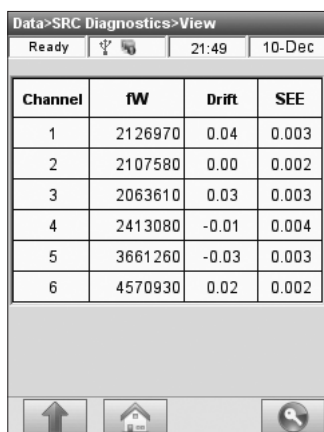 Data>SRC Diagnostics>View
Ready 21:49 10-Dec
Channel fW Drift SEE
1 2126970 0.04 0.003
2 2107580 0.00 0.002
3 2063610 0.03 0.003
4 2413080 -0.01 0.004
5 3661260 -0.03 0.003
6 4570930 0.02 0.002